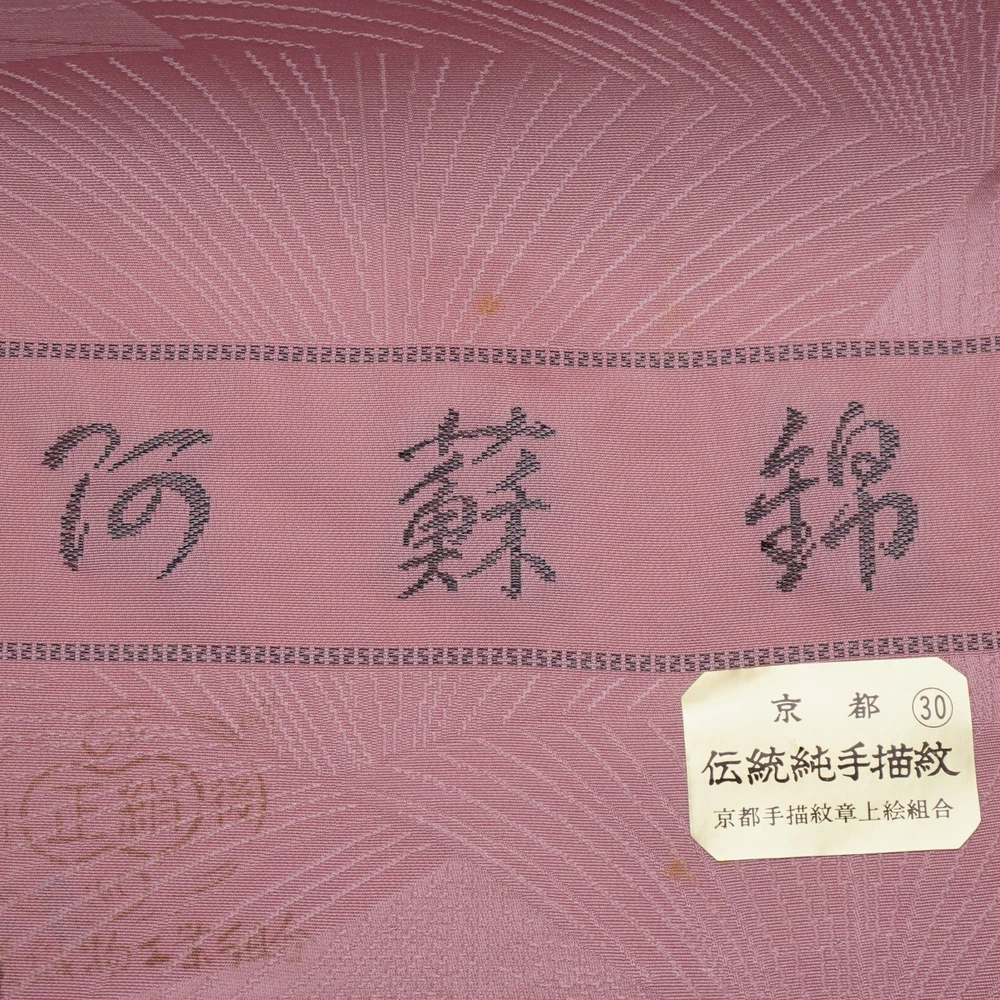 阿蘇錦
京都 ㉚
伝統純手描紋
京都手描紋章上絵組合
正絹